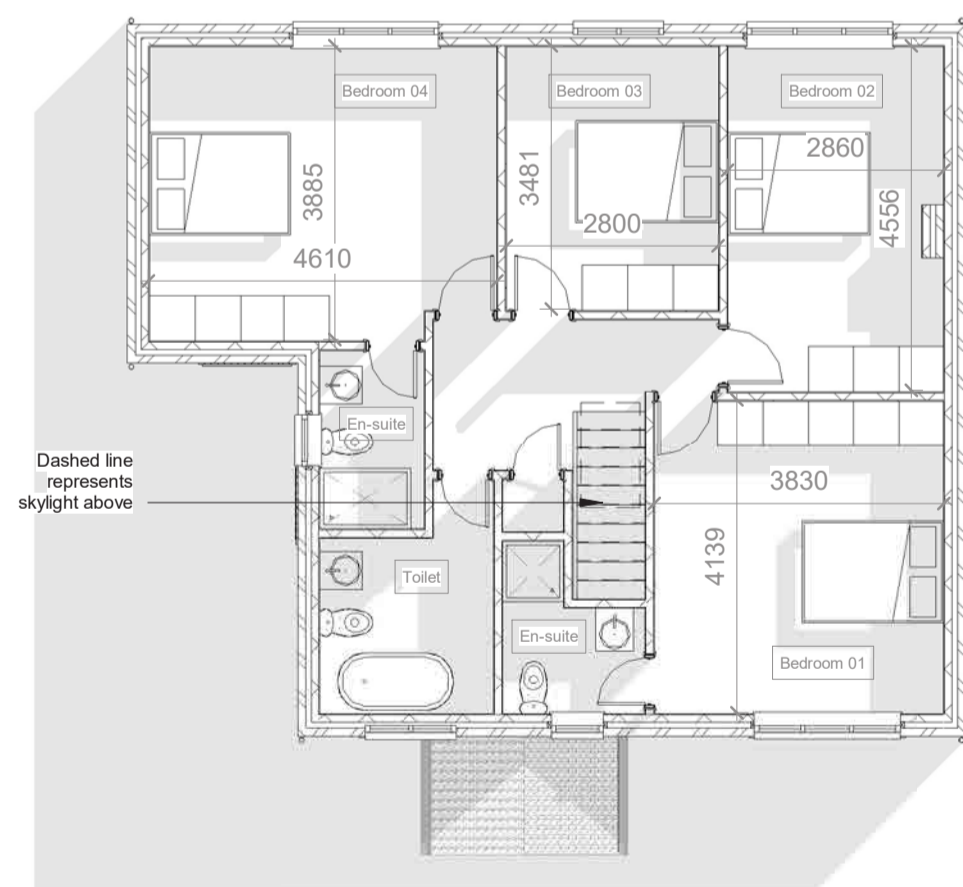 Bedroom 04
Bedroom 03
Bedroom 02
2860
3885
3481
4556
2800
4610
En-suite
Dashed line
represents
skylight above
3830
4139
Toilet
En-suite
Bedroom 01